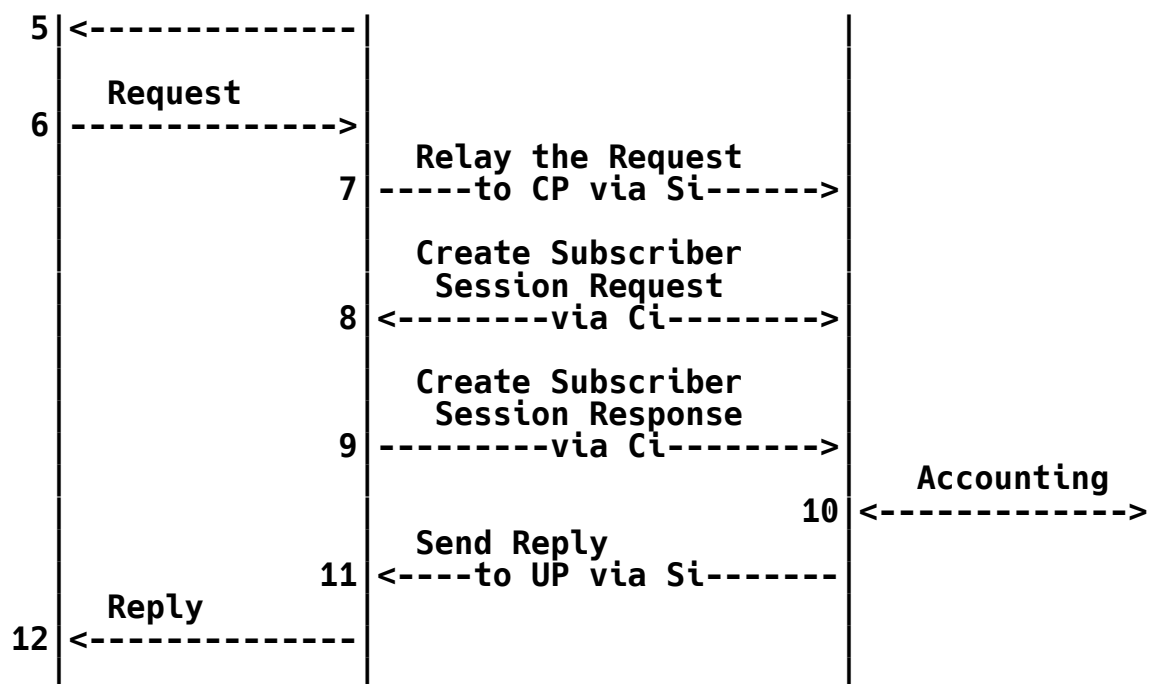 5|<--------------|
Request
6|-------------->|
Relay the Request
7|-----to CP via Si------>|
Create Subscriber
Session Request
8|<--------via Ci-------->|
Create Subscriber
Session Response
9|---------via Ci-------->|
Accounting
10|<------------->
Send Reply
11|<----to UP via Si-------|
Reply
12|<--------------|